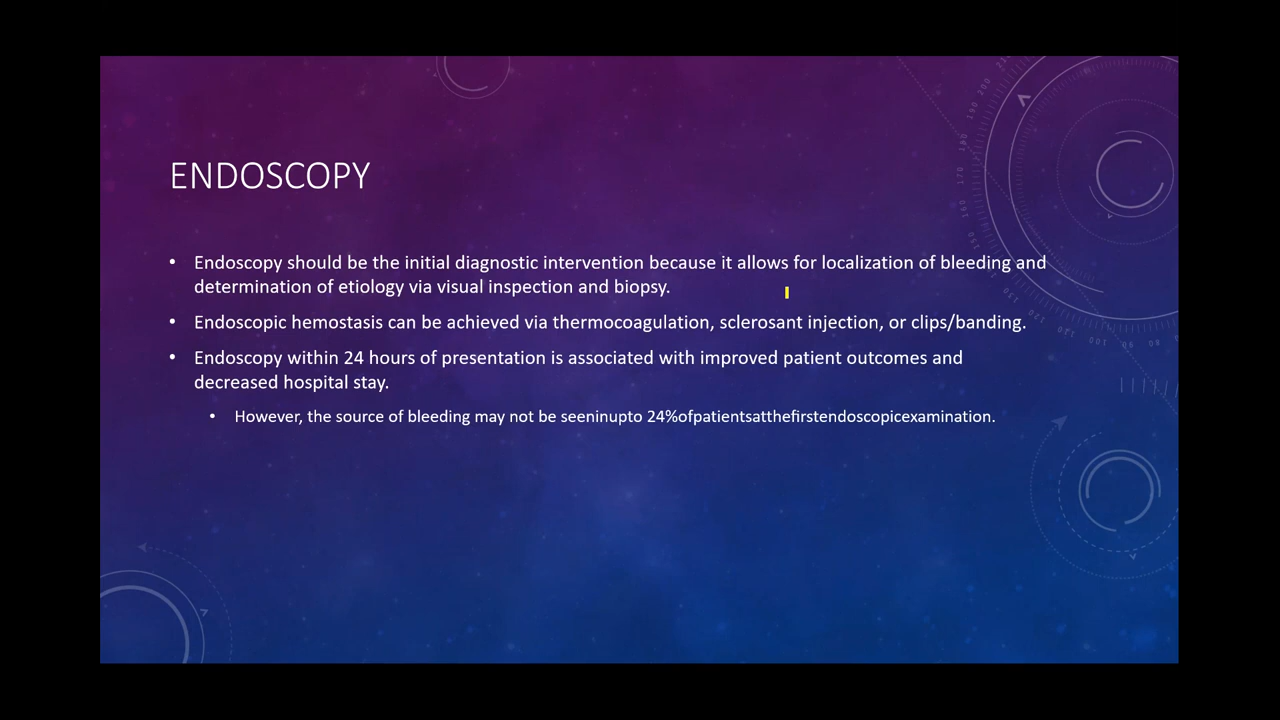 ENDOSCOPY
• Endoscopy should be the initial diagnostic intervention because it allows for localization of bleeding and
determination of etiology via visual inspection and biopsy.
• Endoscopic hemostasis can be achieved via thermocoagulation, sclerosant injection, or clips/banding.
• Endoscopy within 24 hours of presentation is associated with improved patient outcomes and
decreased hospital stay.
• However, the source of bleeding may not be seeninupto 24%ofpatientsatthefirstendoscopicexamination.